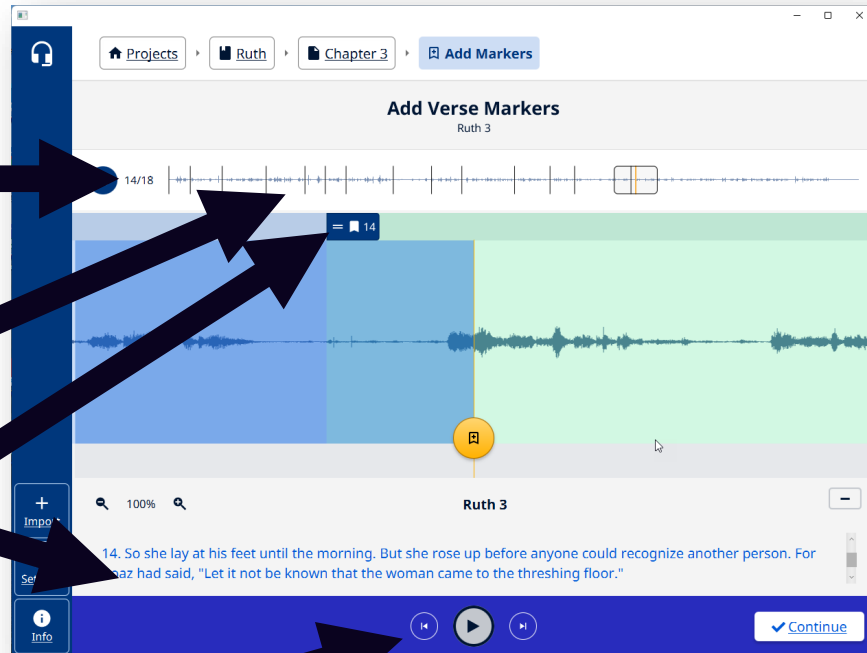 Projects Ruth Chapter 3 Add Markers
Add Verse Markers
Ruth 3
14/18
14
Import
100%
Ruth 3
14. So she lay at his feet until the morning. But she rose up before anyone could recognize another person. For
had said, "Let it not be known that the woman came to the threshing floor."
Info
Continue